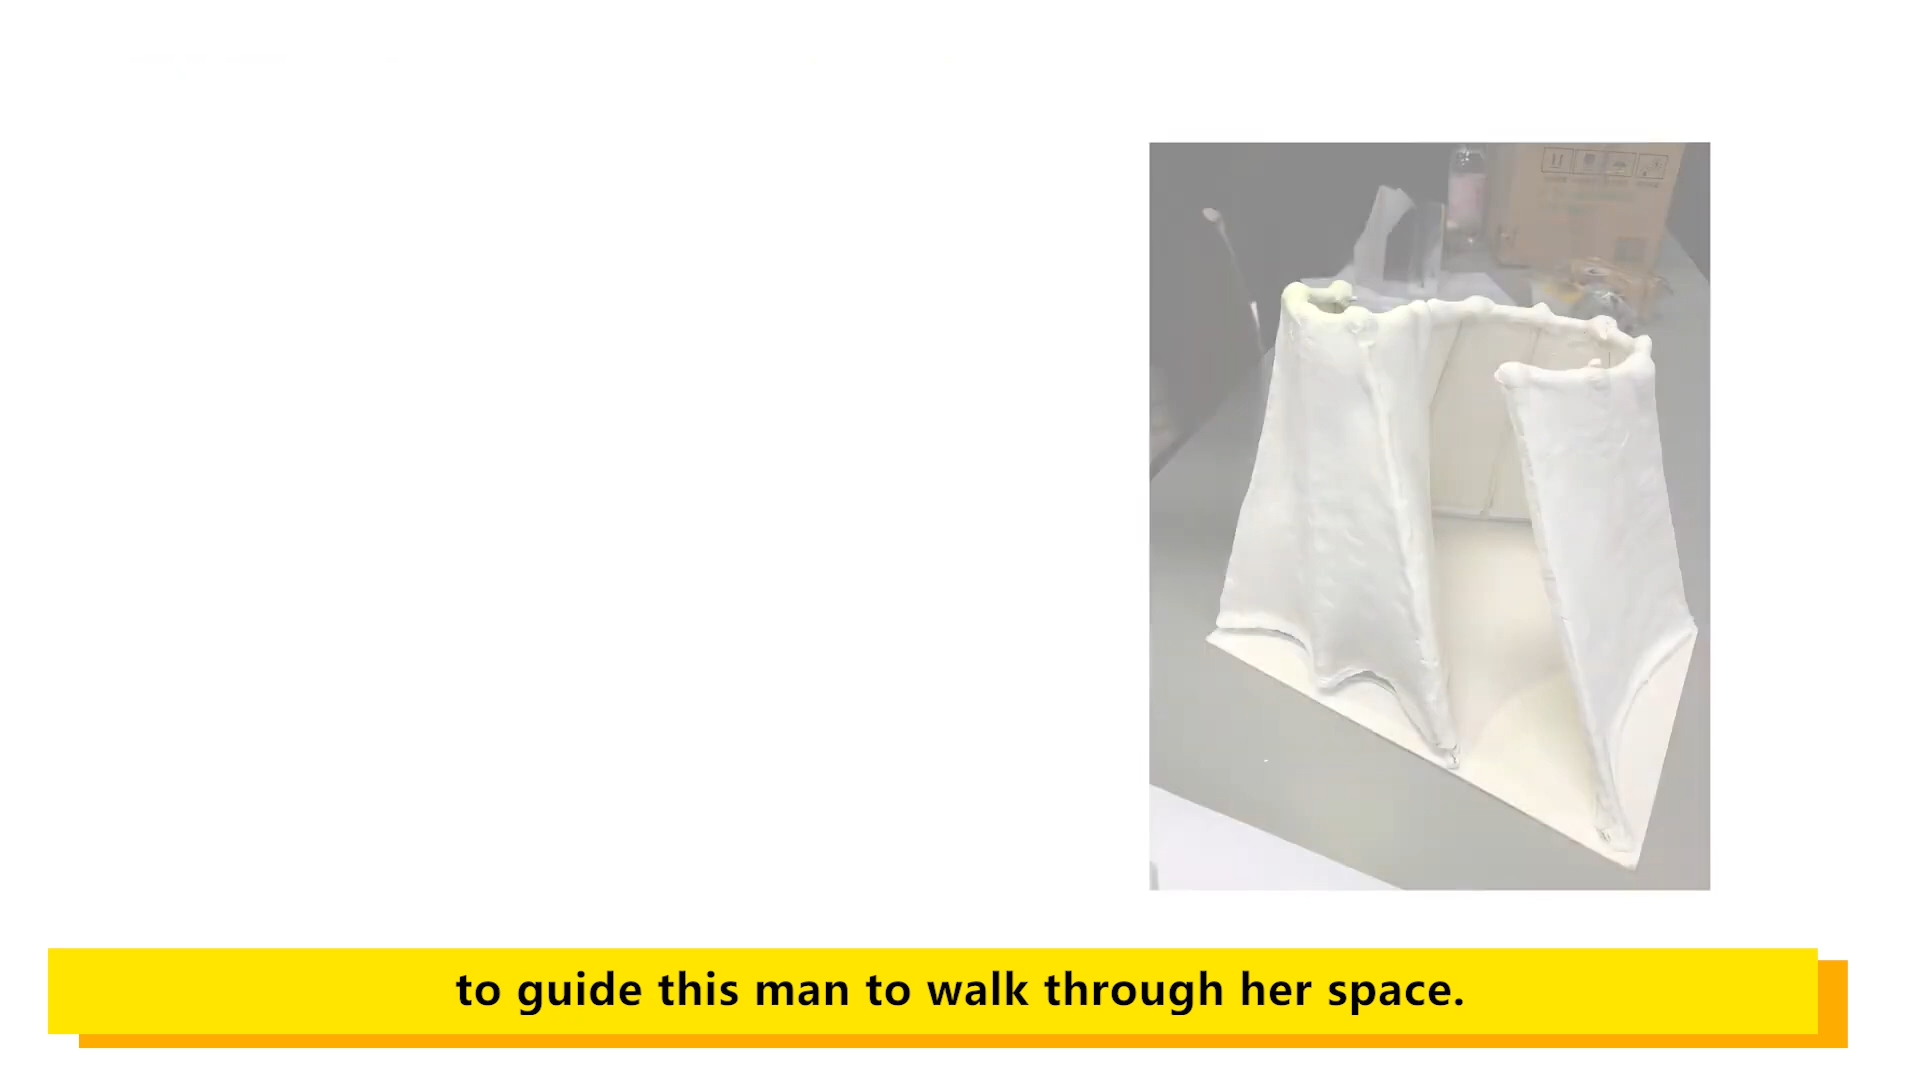 to guide this man to walk through her space.